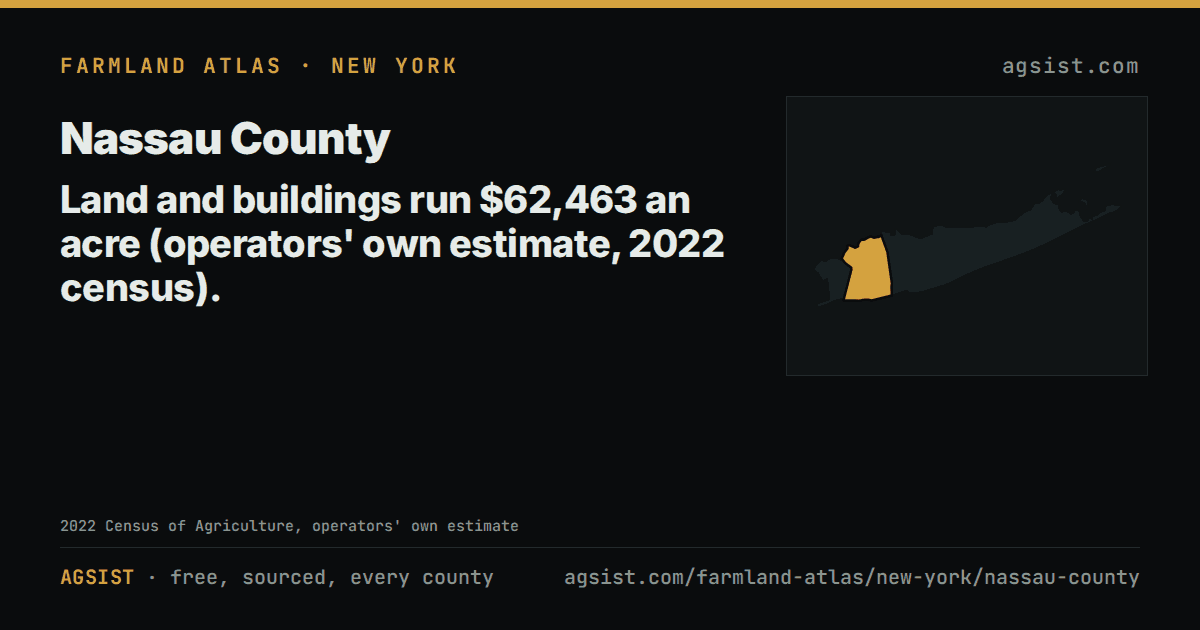 FARMLAND ATLAS · NEW YORK
agsist.com
Nassau County
Land and buildings run $62,463 an
acre (operators' own estimate, 2022
census).
2022 Census of Agriculture, operators' own estimate
AGSIST · free, sourced, every county
agsist.com/farmland-atlas/new-york/nassau-county